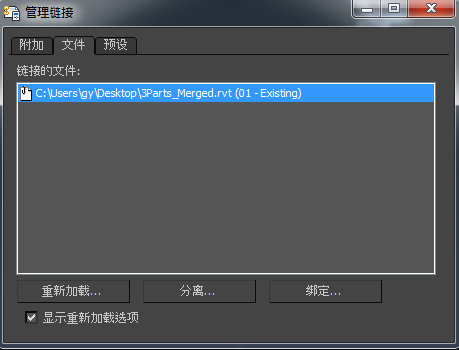 管理链接
附加 文件 预设
链接的文件:
C:\Users\gy\Desktop\3Parts_Merged.rvt (01 - Existing)
重新加载... 分离... 绑定...
显示重新加载选项